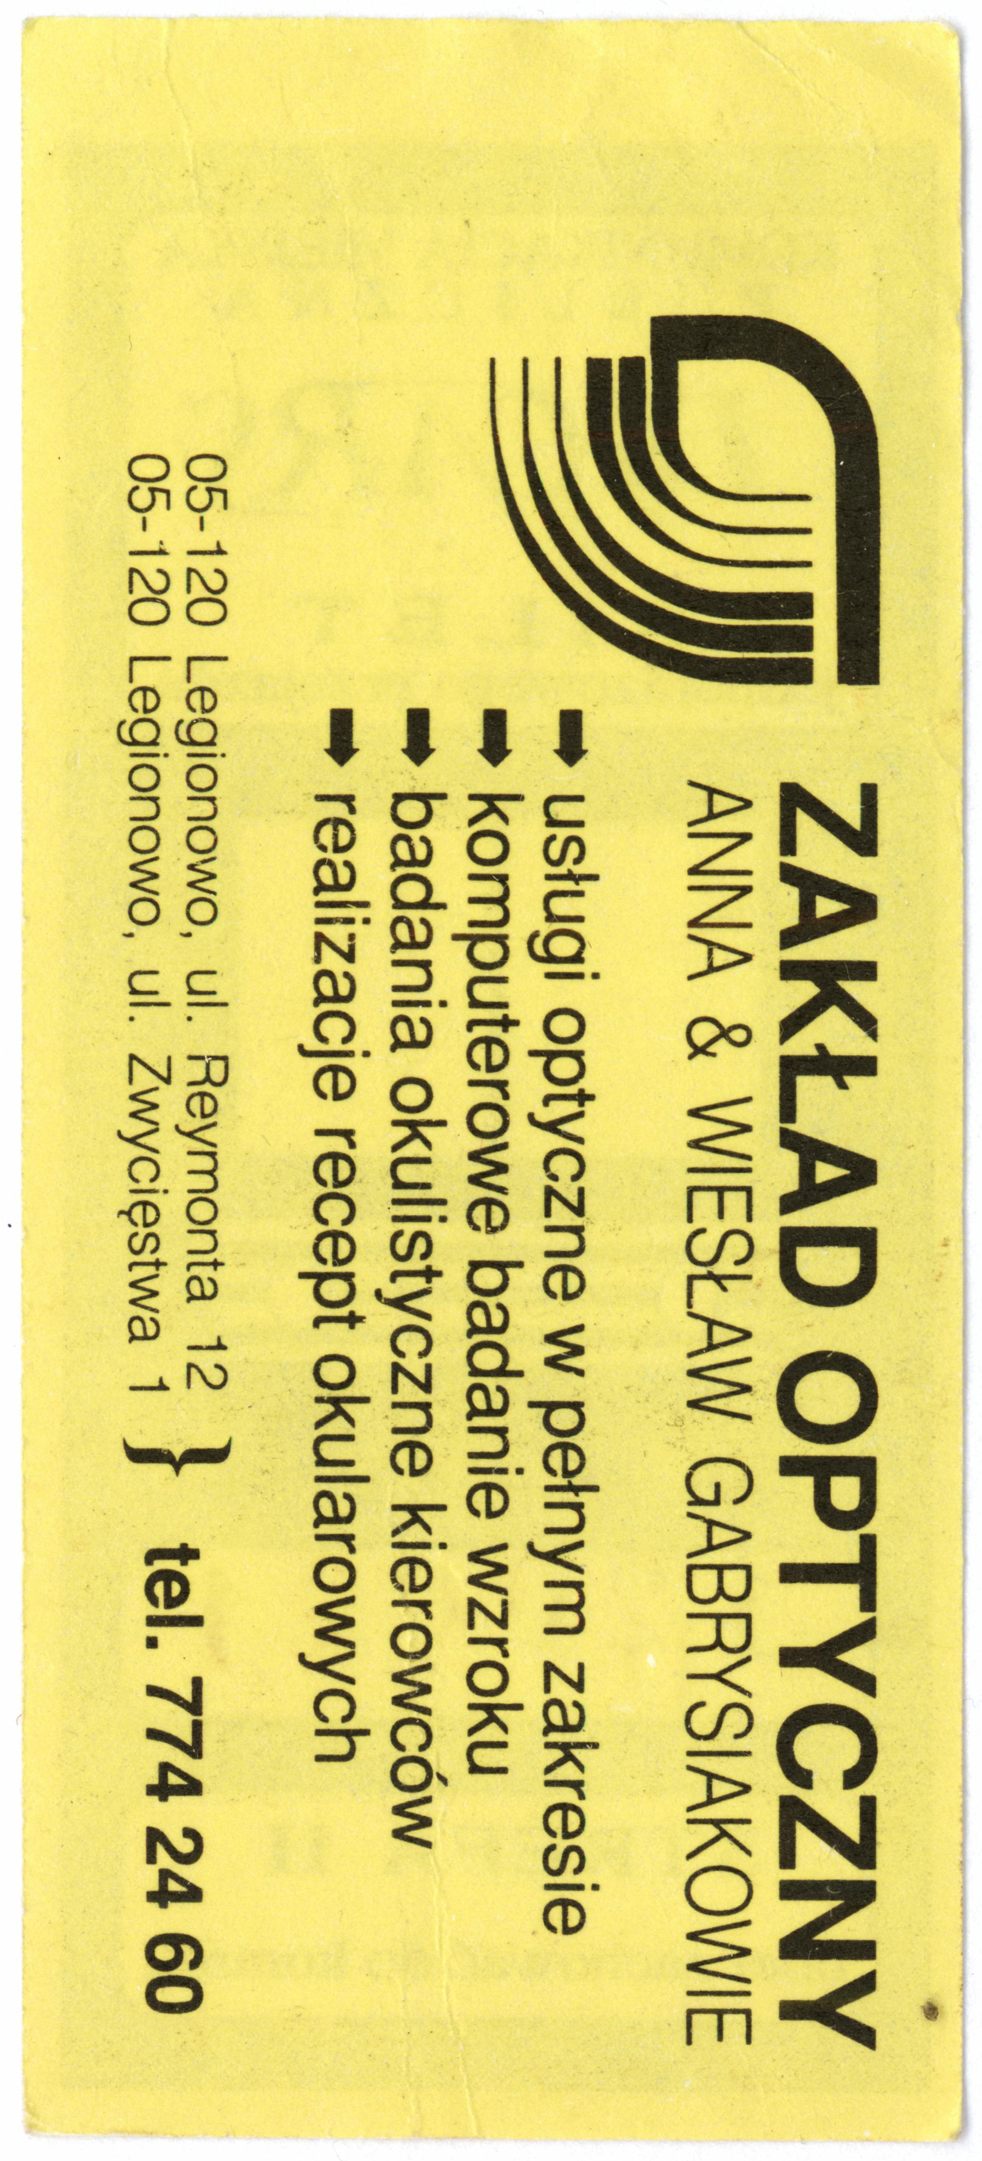 ZAKŁAD OPTYCZNY
ANNA & WIESŁAW GABRYSIAKOWIE
usługi optyczne w pełnym zakresie
komputerowe badanie wzroku
badania okulistyczne kierowców
realizacje recept okularowych
05-120 Legionowo, ul. Reymonta 12
05-120 Legionowo, ul. Zwycięstwa 1 } tel. 774 24 60